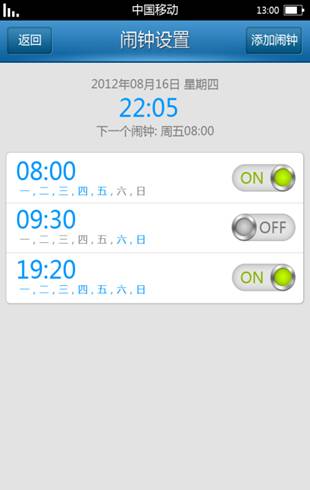 中国移动 13:00
返回 闹钟设置 添加闹钟
2012年08月16日 星期四
22:05
下一个闹钟: 周五08:00
08:00 ON
一, 二, 三, 四, 五, 六, 日
09:30 OFF
一, 二, 三, 四, 五, 六, 日
19:20 ON
一, 二, 三, 四, 五, 六, 日